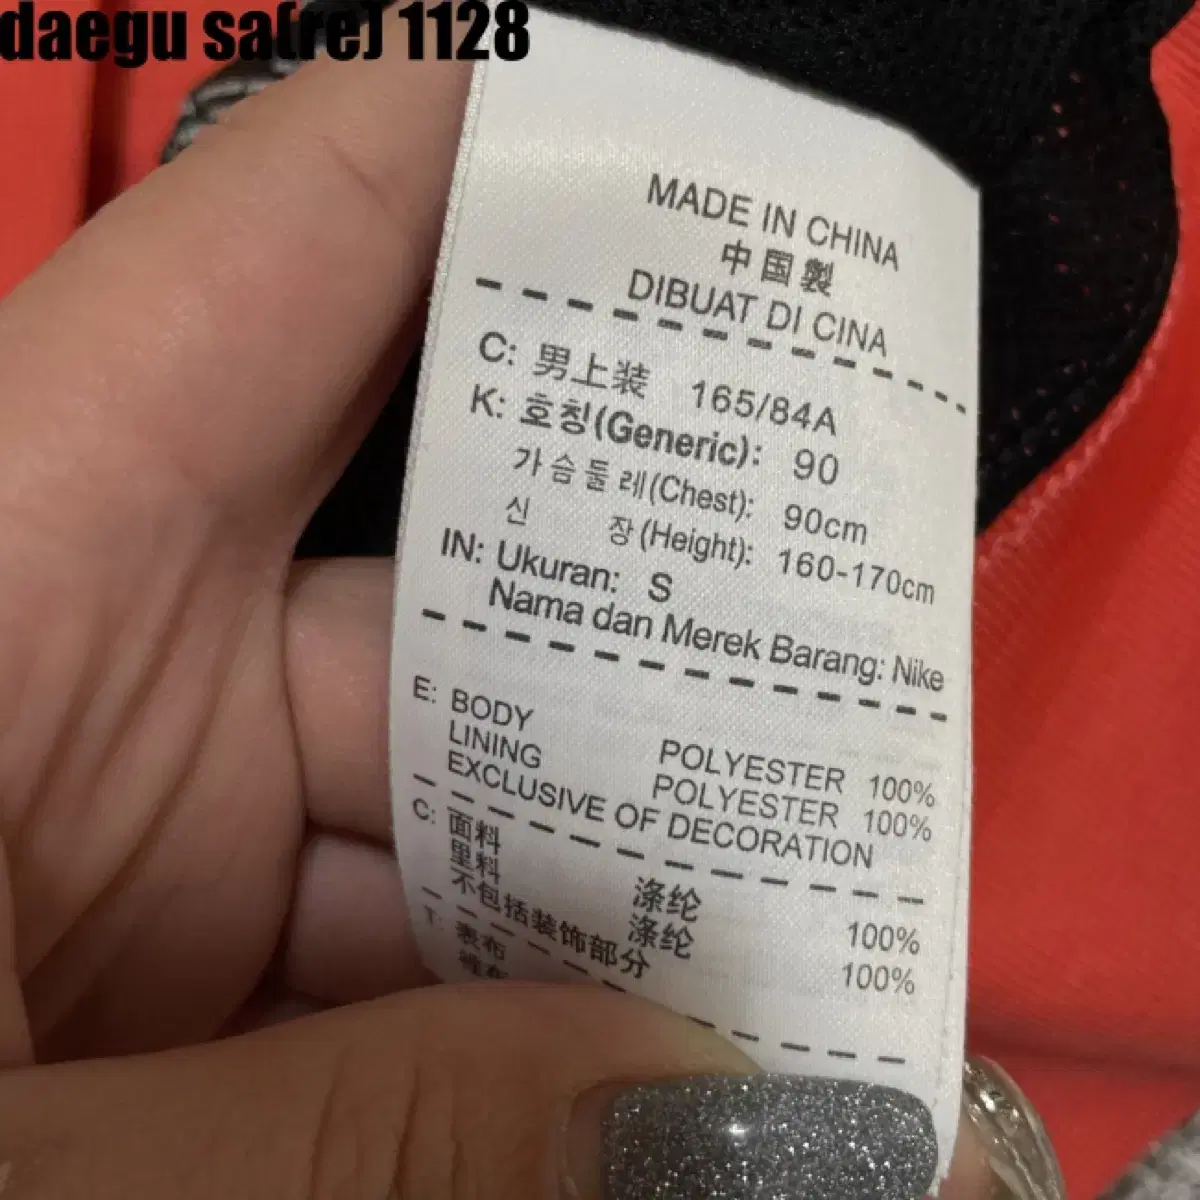 daegu sa(re) 1128
MADE IN CHINA
中国製
DIBUAT DI CINA
C: 男上装 165/84A
K: 호칭(Generic): 90
가슴둘레(Chest): 90cm
신 장(Height): 160-170cm
IN: Ukuran: S
Nama dan Merek Barang: Nike
E: BODY POLYESTER 100%
LINING POLYESTER 100%
EXCLUSIVE OF DECORATION
C: 面料 涤纶 100%
里料 涤纶 100%
不包括装饰部分
T: 表布